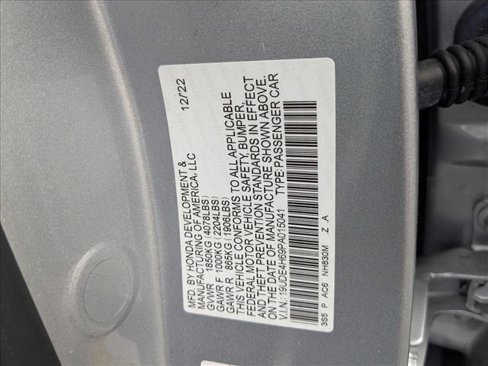 MFD. BY HONDA DEVELOPMENT & 12/22
MANUFACTURING OF AMERICA, LLC
GVWR 1850KG (4078LBS)
GAWR F 1000KG (2204LBS)
GAWR R 865KG (1906LBS)
THIS VEHICLE CONFORMS TO ALL APPLICABLE
FEDERAL MOTOR VEHICLE SAFETY, BUMPER,
AND THEFT PREVENTION STANDARDS IN EFFECT
ON THE DATE OF MANUFACTURE SHOWN ABOVE.
V.I.N.: 19UDE4H65PA015041 TYPE:PASSENGER CAR
3S5 P AC6 NH830M Z A